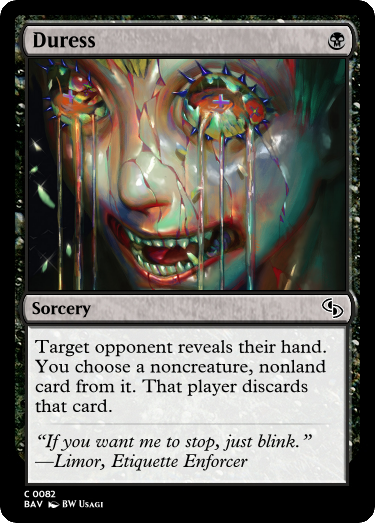 Duress
Sorcery
Target opponent reveals their hand.
You choose a noncreature, nonland
card from it. That player discards
that card.
“If you want me to stop, just blink.”
—Limor, Etiquette Enforcer
C 0082
BAV BW Usagi